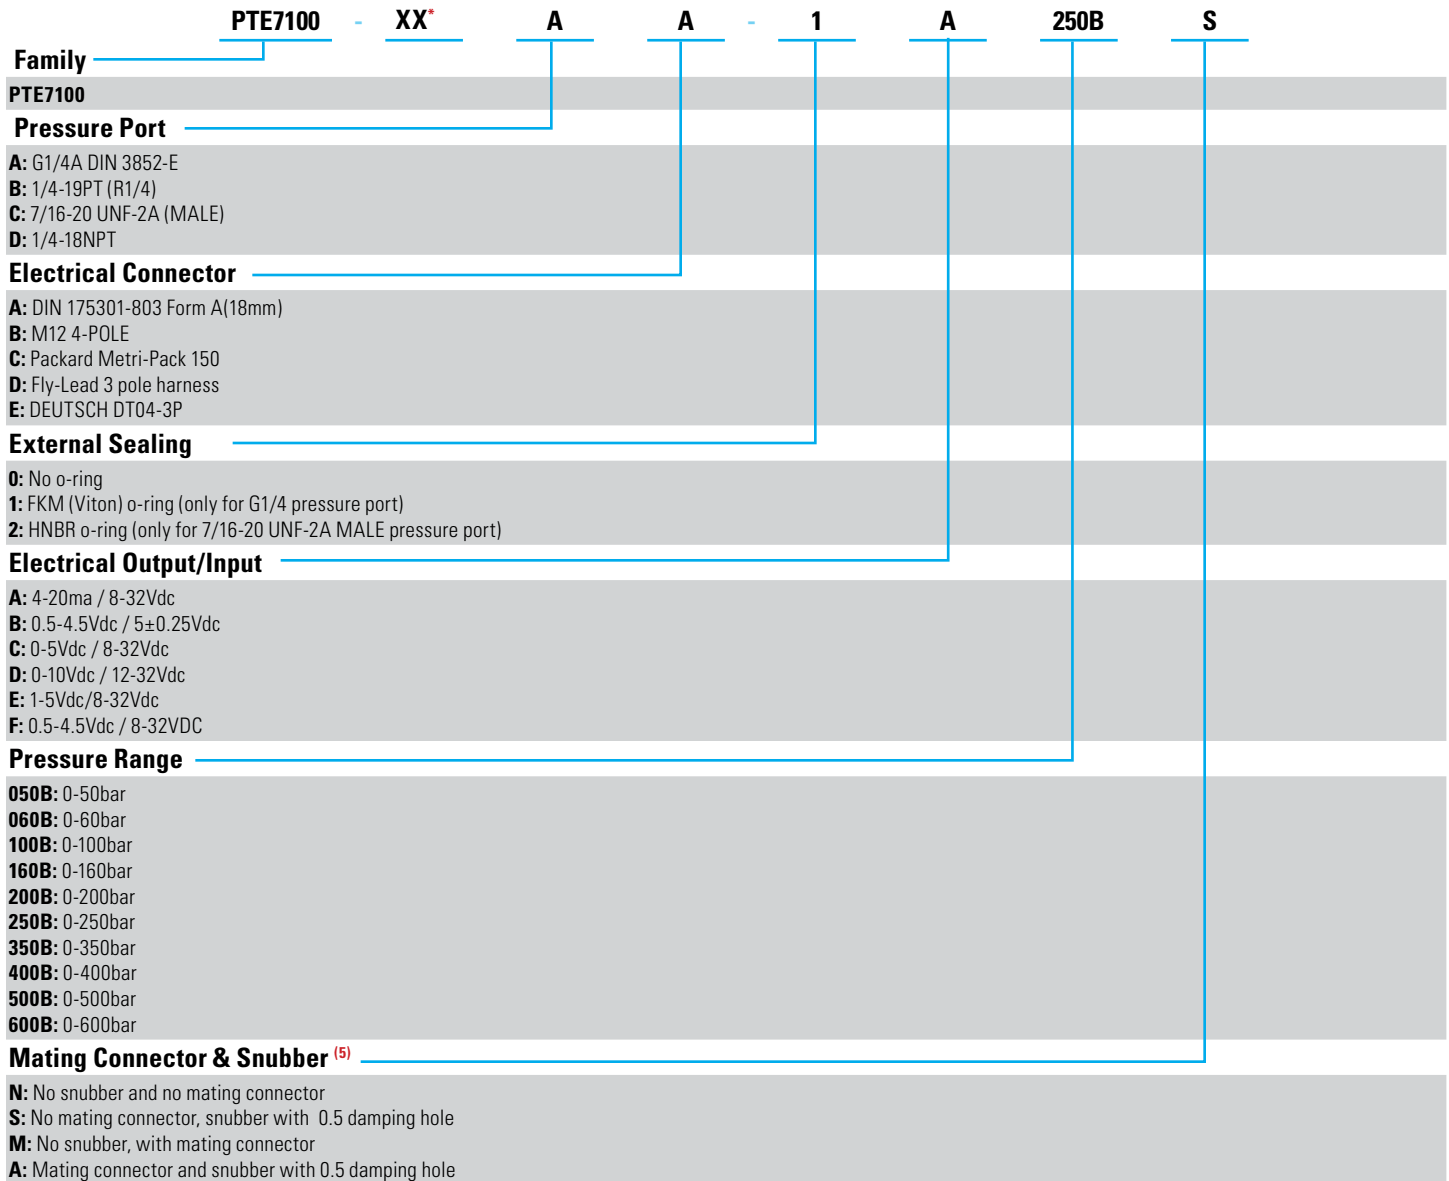 PTE7100 - XX* A A - 1 A 250B S
Family
PTE7100
Pressure Port
A: G1/4A DIN 3852-E
B: 1/4-19PT (R1/4)
C: 7/16-20 UNF-2A (MALE)
D: 1/4-18NPT
Electrical Connector
A: DIN 175301-803 Form A(18mm)
B: M12 4-POLE
C: Packard Metri-Pack 150
D: Fly-Lead 3 pole harness
E: DEUTSCH DT04-3P
External Sealing
0: No o-ring
1: FKM (Viton) o-ring (only for G1/4 pressure port)
2: HNBR o-ring (only for 7/16-20 UNF-2A MALE pressure port)
Electrical Output/Input
A: 4-20ma / 8-32Vdc
B: 0.5-4.5Vdc / 5±0.25Vdc
C: 0-5Vdc / 8-32Vdc
D: 0-10Vdc / 12-32Vdc
E: 1-5Vdc/8-32Vdc
F: 0.5-4.5Vdc / 8-32VDC
Pressure Range
050B: 0-50bar
060B: 0-60bar
100B: 0-100bar
160B: 0-160bar
200B: 0-200bar
250B: 0-250bar
350B: 0-350bar
400B: 0-400bar
500B: 0-500bar
600B: 0-600bar
Mating Connector & Snubber (5)
N: No snubber and no mating connector
S: No mating connector, snubber with 0.5 damping hole
M: No snubber, with mating connector
A: Mating connector and snubber with 0.5 damping hole